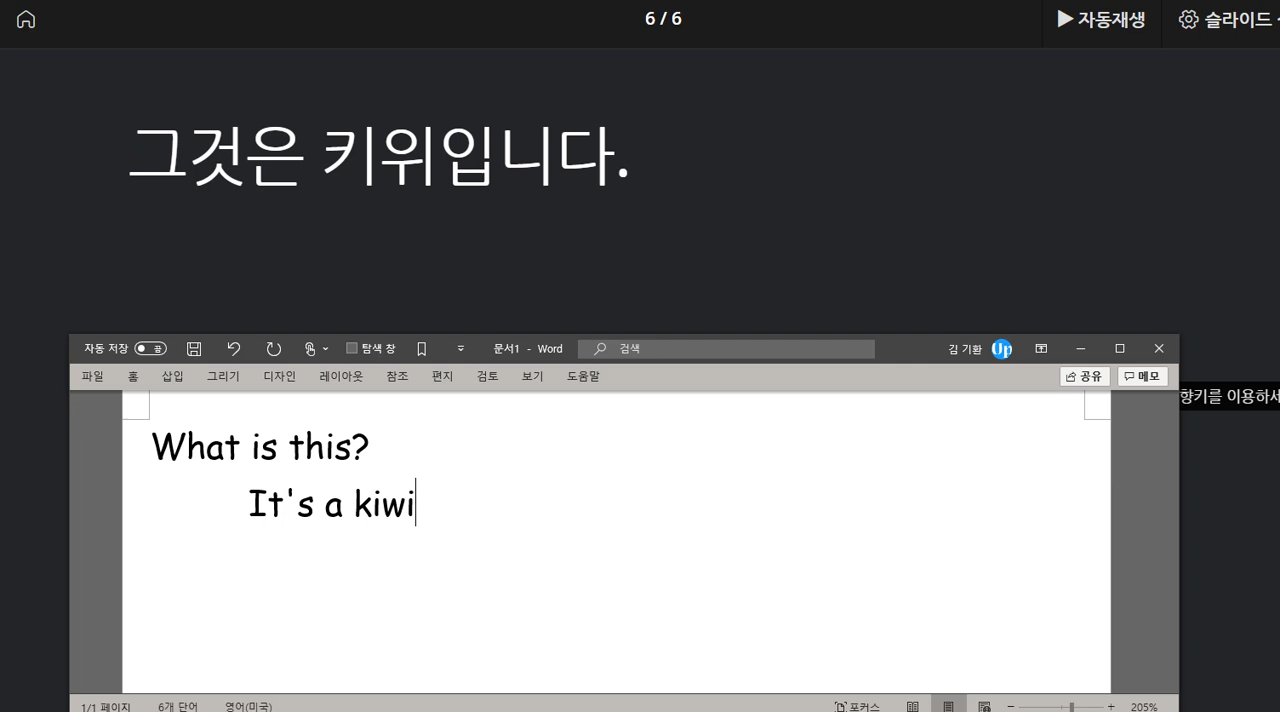 6 / 6
자동재생
슬라이드
그것은 키위입니다.
자동 저장 끔
탐색 창
문서1 - Word
검색
김 기환
Up
파일 홈 삽입 그리기 디자인 레이아웃 참조 편지 검토 보기 도움말
공유 메모
향키를 이용하세
What is this?
It's a kiwi
1/1 페이지 6개 단어 영어(미국) 포커스 205%